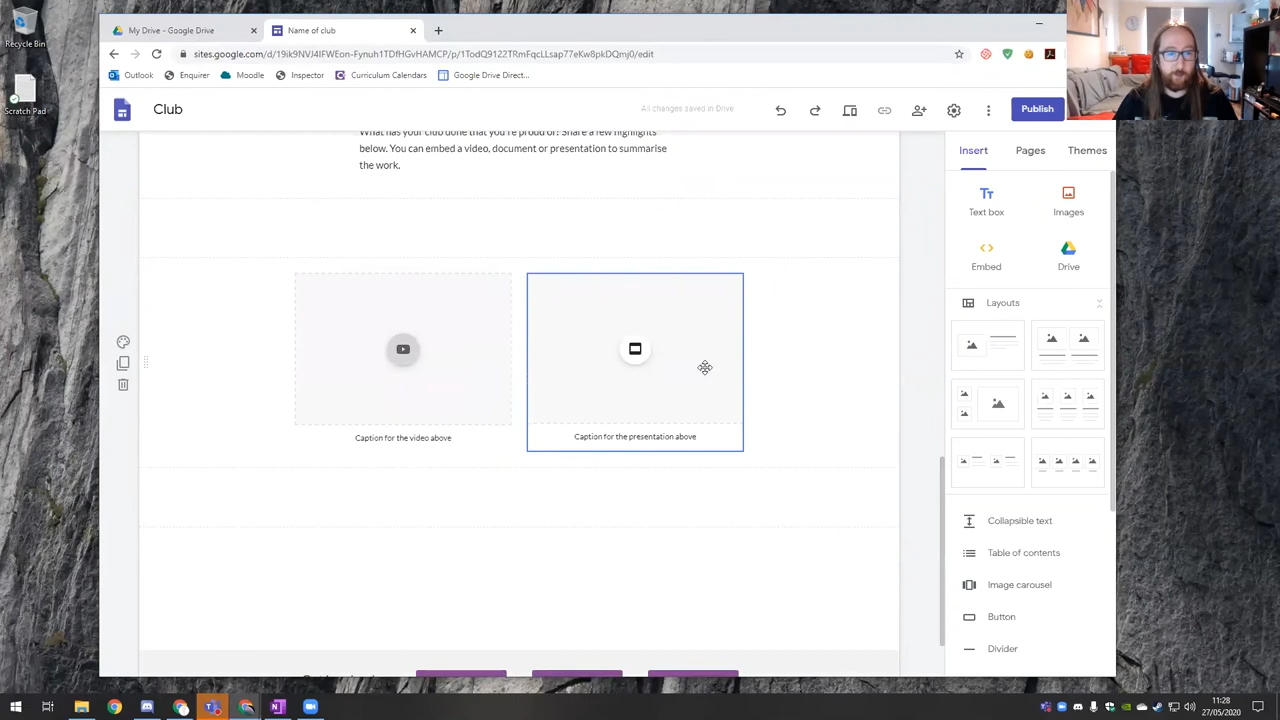 Recycle Bin
Scratch Pad
My Drive - Google Drive
Name of club
sites.google.com/d/19ik9NVJ4IFWEon-Fynuh1TDfHGvHAMCP/p/1TodQ9122TRmFqcLLsap77eKw8pkDQmj0/edit
Outlook
Enquirer
Moodle
Inspector
Curriculum Calendars
Google Drive Direct...
Club
All changes saved in Drive
Publish
What has your club done that you're proud of? Share a few highlights
below. You can embed a video, document or presentation to summarise
the work.
Caption for the video above
Caption for the presentation above
Insert
Pages
Themes
Text box
Images
Embed
Drive
Layouts
Collapsible text
Table of contents
Image carousel
Button
Divider
11:28
27/05/2020